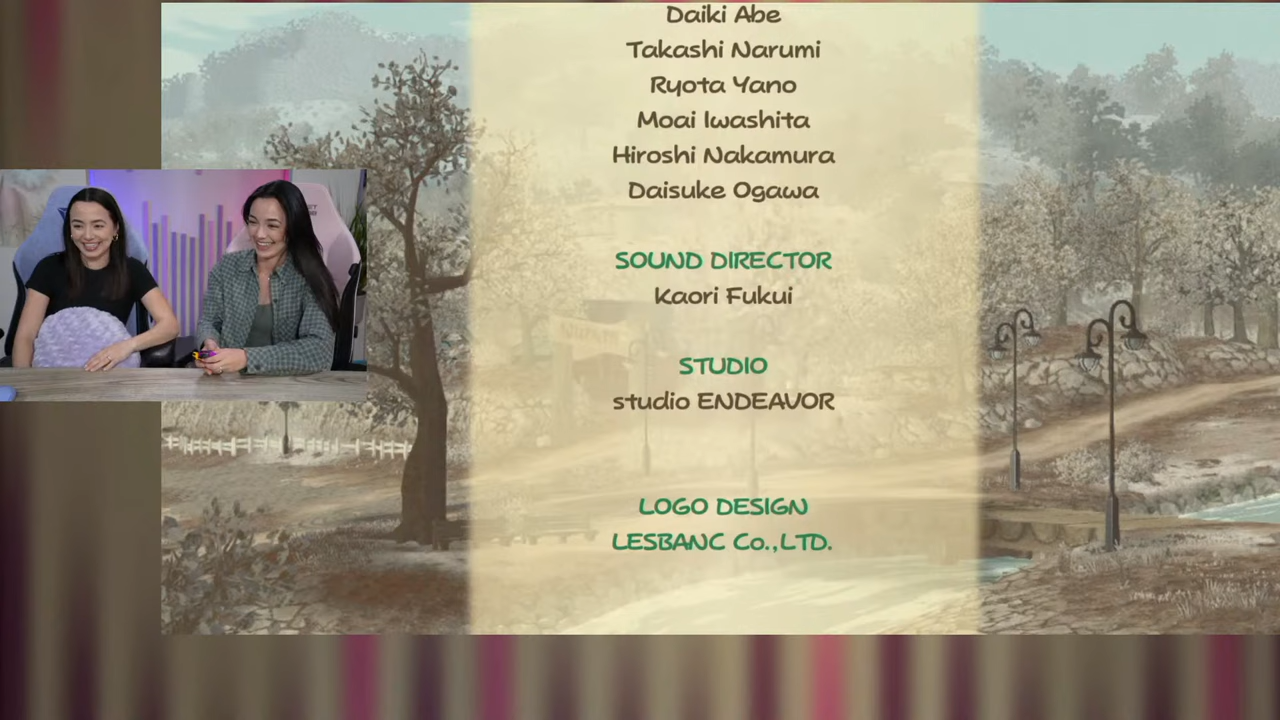 Daiki Abe
Takashi Narumi
Ryota Yano
Moai Iwashita
Hiroshi Nakamura
Daisuke Ogawa
SOUND DIRECTOR
Kaori Fukui
STUDIO
studio ENDEAVOR
LOGO DESIGN
LESBANC Co.,LTD.